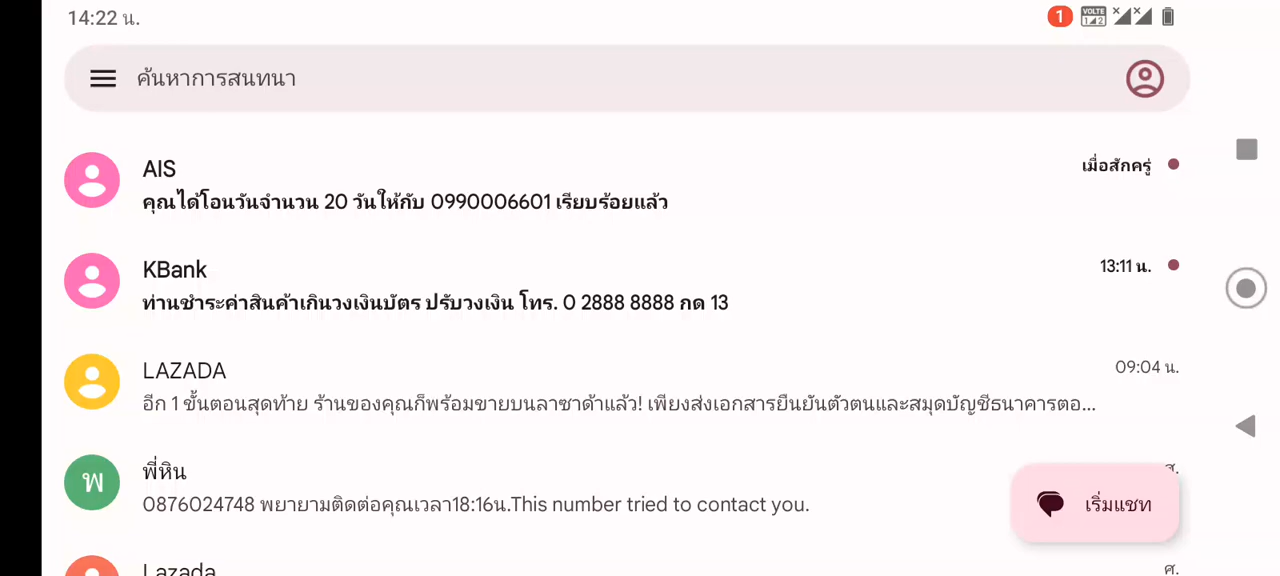 14:22 น.
1
VOLTE
1 2
ค้นหาการสนทนา
AIS
เมื่อสักครู่
คุณได้โอนวันจำนวน 20 วันให้กับ 0990006601 เรียบร้อยแล้ว
KBank
13:11 น.
ท่านชำระค่าสินค้าเกินวงเงินบัตร ปรับวงเงิน โทร. 0 2888 8888 กด 13
LAZADA
09:04 น.
อีก 1 ขั้นตอนสุดท้าย ร้านของคุณก็พร้อมขายบนลาซาด้าแล้ว! เพียงส่งเอกสารยืนยันตัวตนและสมุดบัญชีธนาคารตอ...
พ
พี่หิน
ส.
0876024748 พยายามติดต่อคุณเวลา18:16น.This number tried to contact you.
เริ่มแชท
Lazada
ศ.